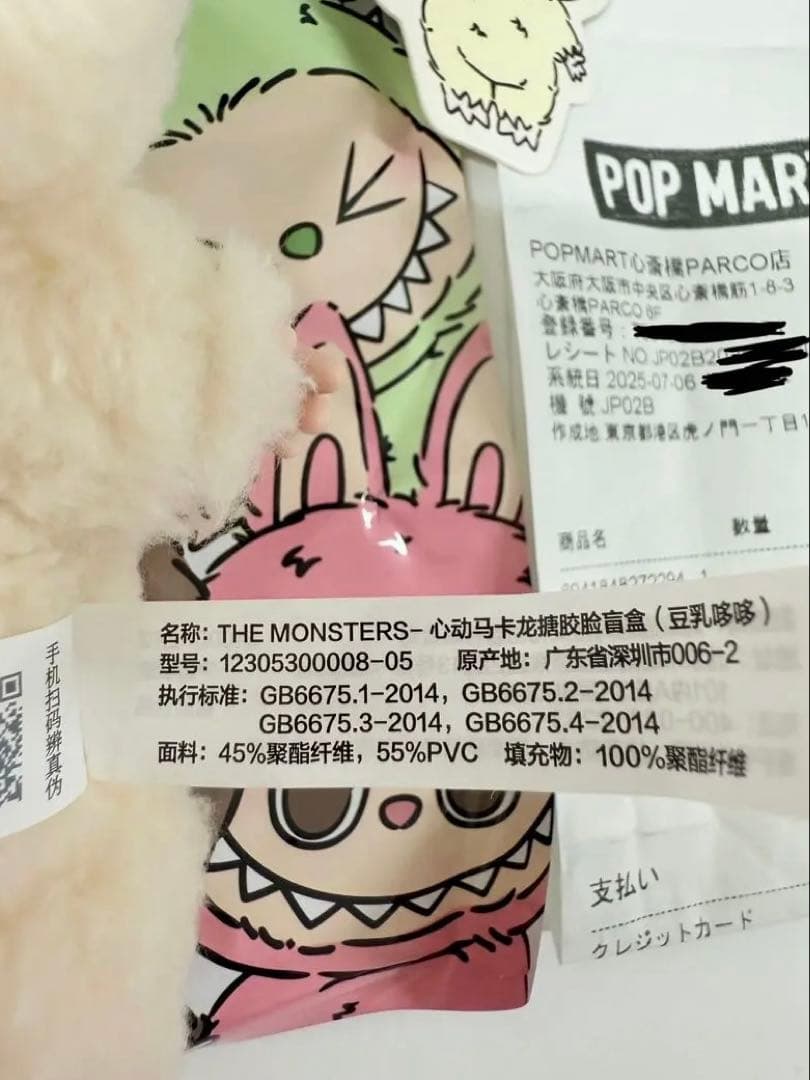 POP MAR
POPMART心斎橋PARCO店
大阪府大阪市中央区心斎橋筋1-8-3
心斎橋PARCO 6F
登録番号:
レシート NO.JP02B20
系統日 2025-07-06
機 號 JP02B
作成地 東京都港区虎ノ門一丁目1
商品名 数量
名称: THE MONSTERS- 心动马卡龙搪胶脸盲盒（豆乳哆哆）
型号: 12305300008-05 原产地: 广东省深圳市006-2
执行标准: GB6675.1-2014, GB6675.2-2014
GB6675.3-2014, GB6675.4-2014
面料: 45%聚酯纤维, 55%PVC 填充物: 100%聚酯纤维
手机扫码辨真伪
支払い
クレジットカード